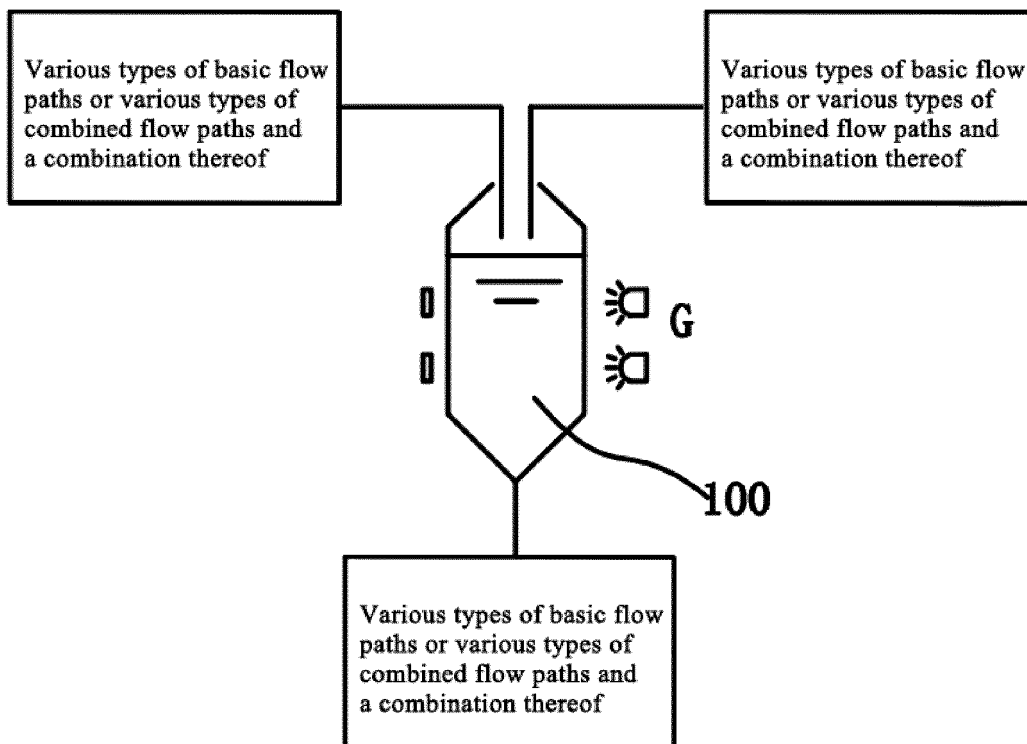 Various types of basic flow
paths or various types of
combined flow paths and
a combination thereof
Various types of basic flow
paths or various types of
combined flow paths and
a combination thereof
G
100
Various types of basic flow
paths or various types of
combined flow paths and
a combination thereof